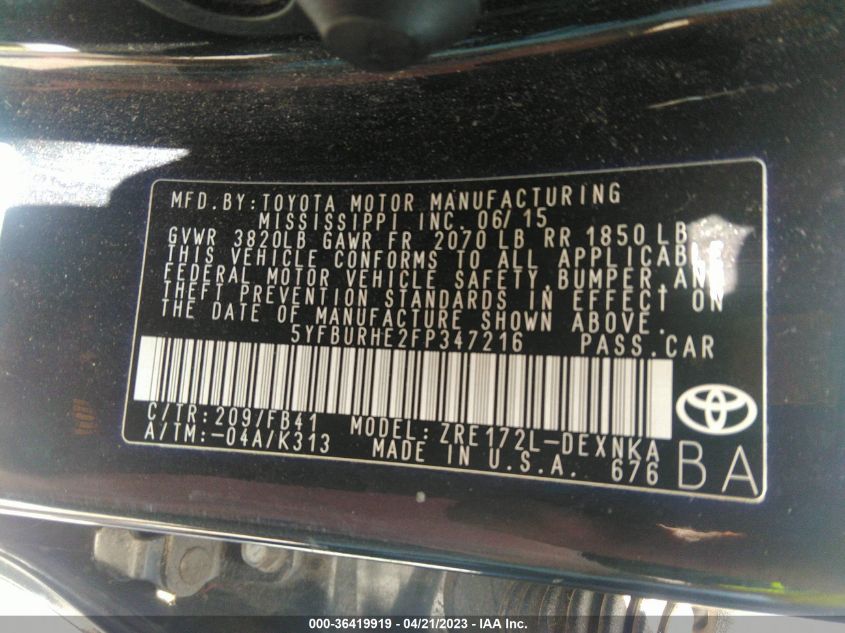 MFD.BY:TOYOTA MOTOR MANUFACTURING
MISSISSIPPI INC. 06/15
GVWR 3820LB GAWR FR 2070 LB RR 1850 LB
THIS VEHICLE CONFORMS TO ALL APPLICABLE
FEDERAL MOTOR VEHICLE SAFETY,BUMPER,AND
THEFT PREVENTION STANDARDS IN EFFECT ON
THE DATE OF MANUFACTURE SHOWN ABOVE.
5YFBURHE2FP347216 PASS.CAR
C/TR:209/FB41 MODEL:ZRE172L-DEXNKA
A/TM:-04A/K313 MADE IN U.S.A. 676 BA
000-36419919 04/21/2023 - IAA Inc.